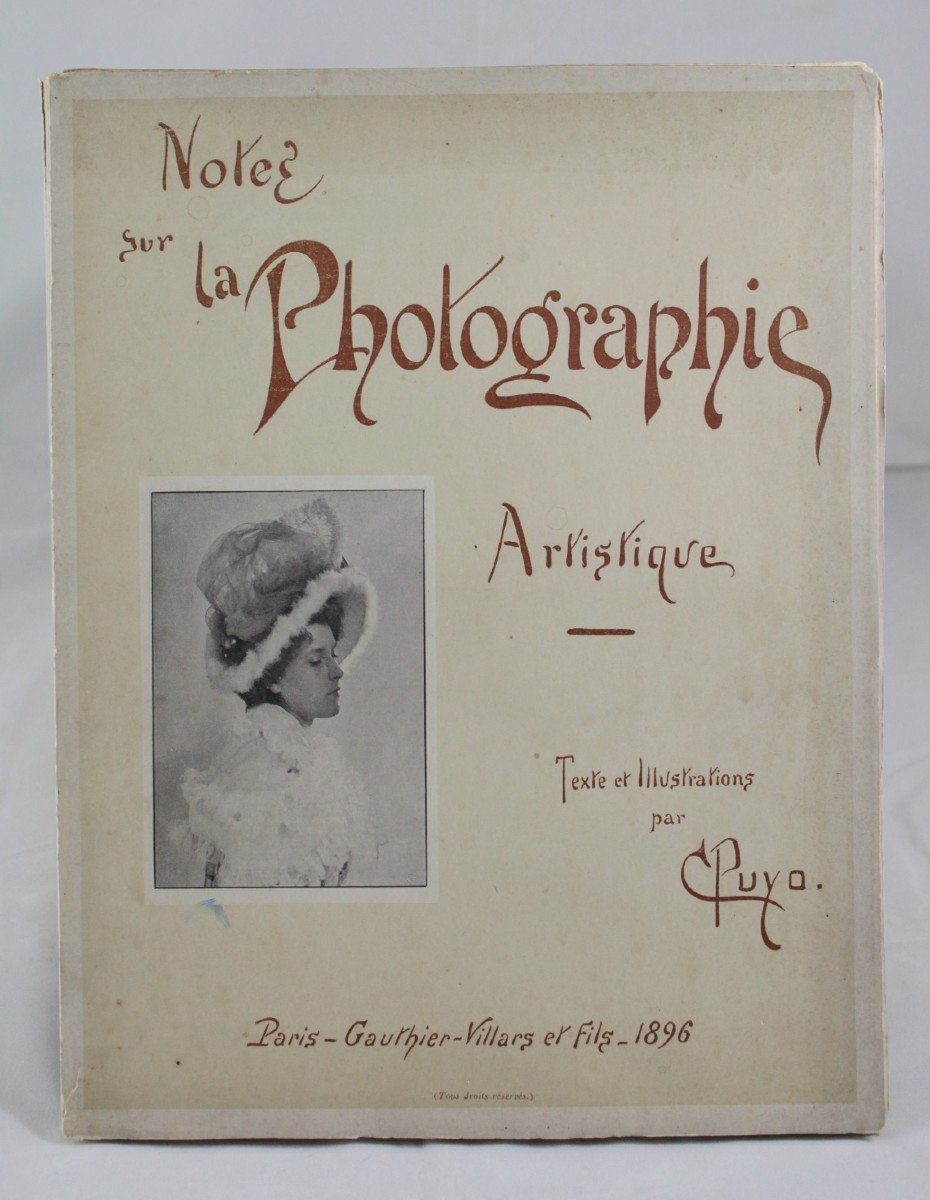 Notes
sur
la Photographie
Artistique
Texte et Illustrations
par
C Puyo.
Paris - Gauthier-Villars et fils - 1896
(Tous droits réservés.)